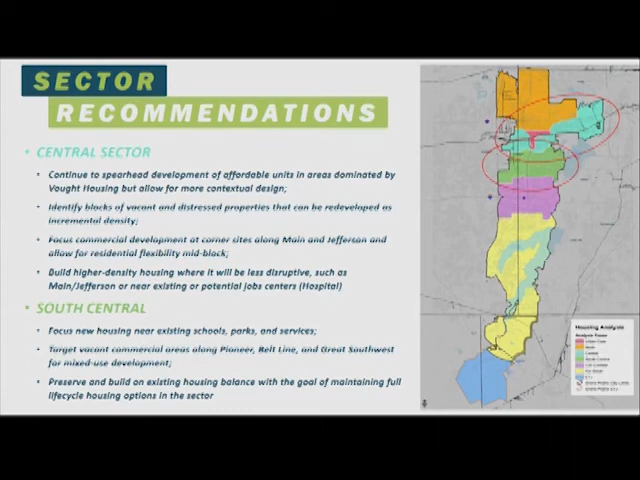 SECTOR
RECOMMENDATIONS
• CENTRAL SECTOR
• Continue to spearhead development of affordable units in areas dominated by
Vought Housing but allow for more contextual design;
• Identify blocks of vacant and distressed properties that can be redeveloped as
incremental density;
• Focus commercial development at corner sites along Main and Jefferson and
allow for residential flexibility mid-block;
• Build higher-density housing where it will be less disruptive, such as
Main/Jefferson or near existing or potential jobs centers (Hospital)
• SOUTH CENTRAL
• Focus new housing near existing schools, parks, and services;
• Target vacant commercial areas along Pioneer, Belt Line, and Great Southwest
for mixed-use development;
• Preserve and build on existing housing balance with the goal of maintaining full
lifecycle housing options in the sector
Housing Analysis